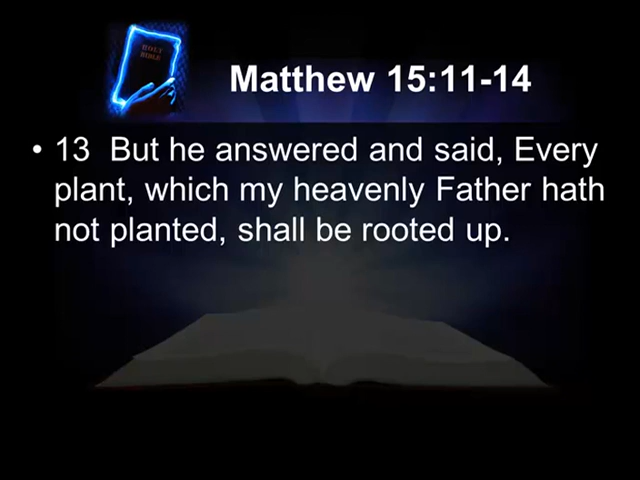 HOLY
BIBLE
Matthew 15:11-14
• 13 But he answered and said, Every
plant, which my heavenly Father hath
not planted, shall be rooted up.